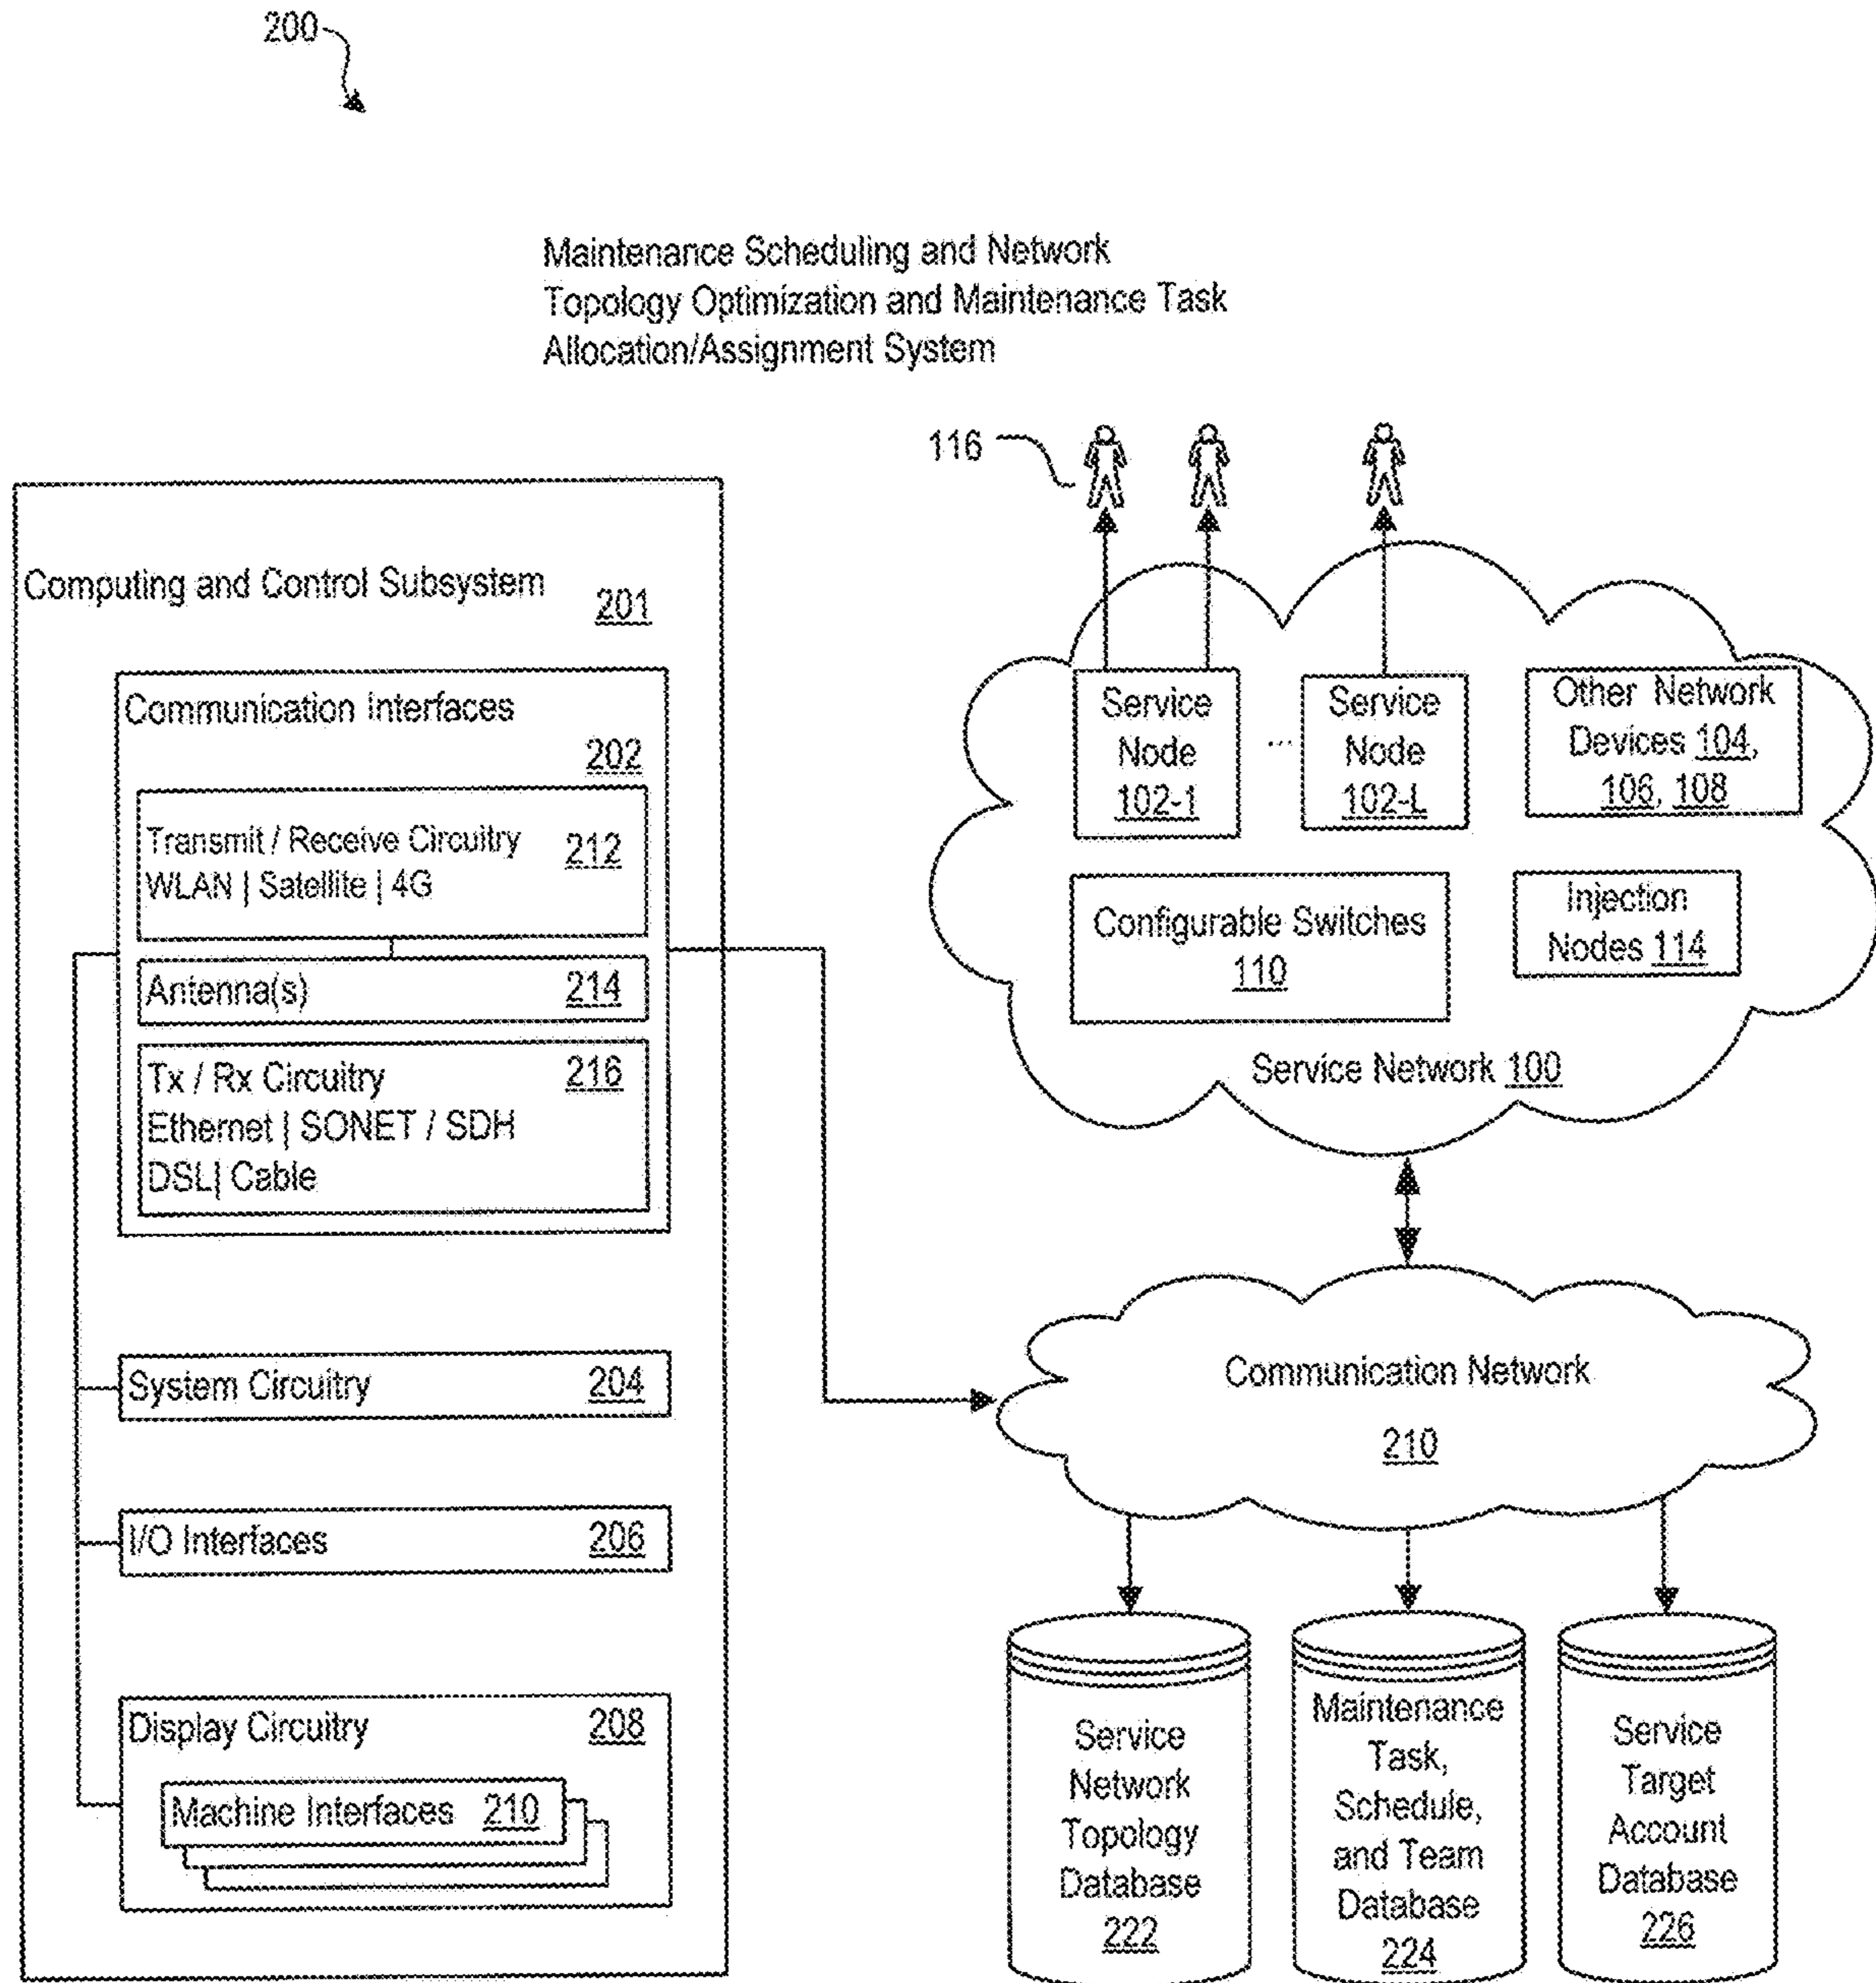 200
Maintenance Scheduling and Network
Topology Optimization and Maintenance Task
Allocation/Assignment System
116
Computing and Control Subsystem
201
Communication Interfaces
202
Transmit / Receive Circuitry 212
WLAN | Satellite | 4G
Antenna(s) 214
Tx / Rx Circuitry 216
Ethernet | SONET / SDH
DSL| Cable
System Circuitry 204
I/O Interfaces 206
Display Circuitry 208
Machine Interfaces 210
Service
Node
102-1
...
Service
Node
102-L
Other Network
Devices 104,
106, 108
Configurable Switches
110
Injection
Nodes 114
Service Network 100
Communication Network
210
Service
Network
Topology
Database
222
Maintenance
Task,
Schedule,
and Team
Database
224
Service
Target
Account
Database
226